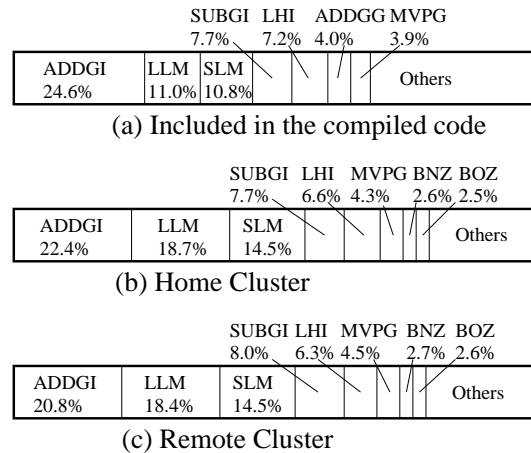 SUBGI LHI ADDGG MVPG
7.7% 7.2% 4.0% 3.9%
ADDGI LLM SLM Others
24.6% 11.0% 10.8%
(a) Included in the compiled code
SUBGI LHI MVPG BNZ BOZ
7.7% 6.6% 4.3% 2.6% 2.5%
ADDGI LLM SLM Others
22.4% 18.7% 14.5%
(b) Home Cluster
SUBGI LHI MVPG BNZ BOZ
8.0% 6.3% 4.5% 2.7% 2.6%
ADDGI LLM SLM Others
20.8% 18.4% 14.5%
(c) Remote Cluster